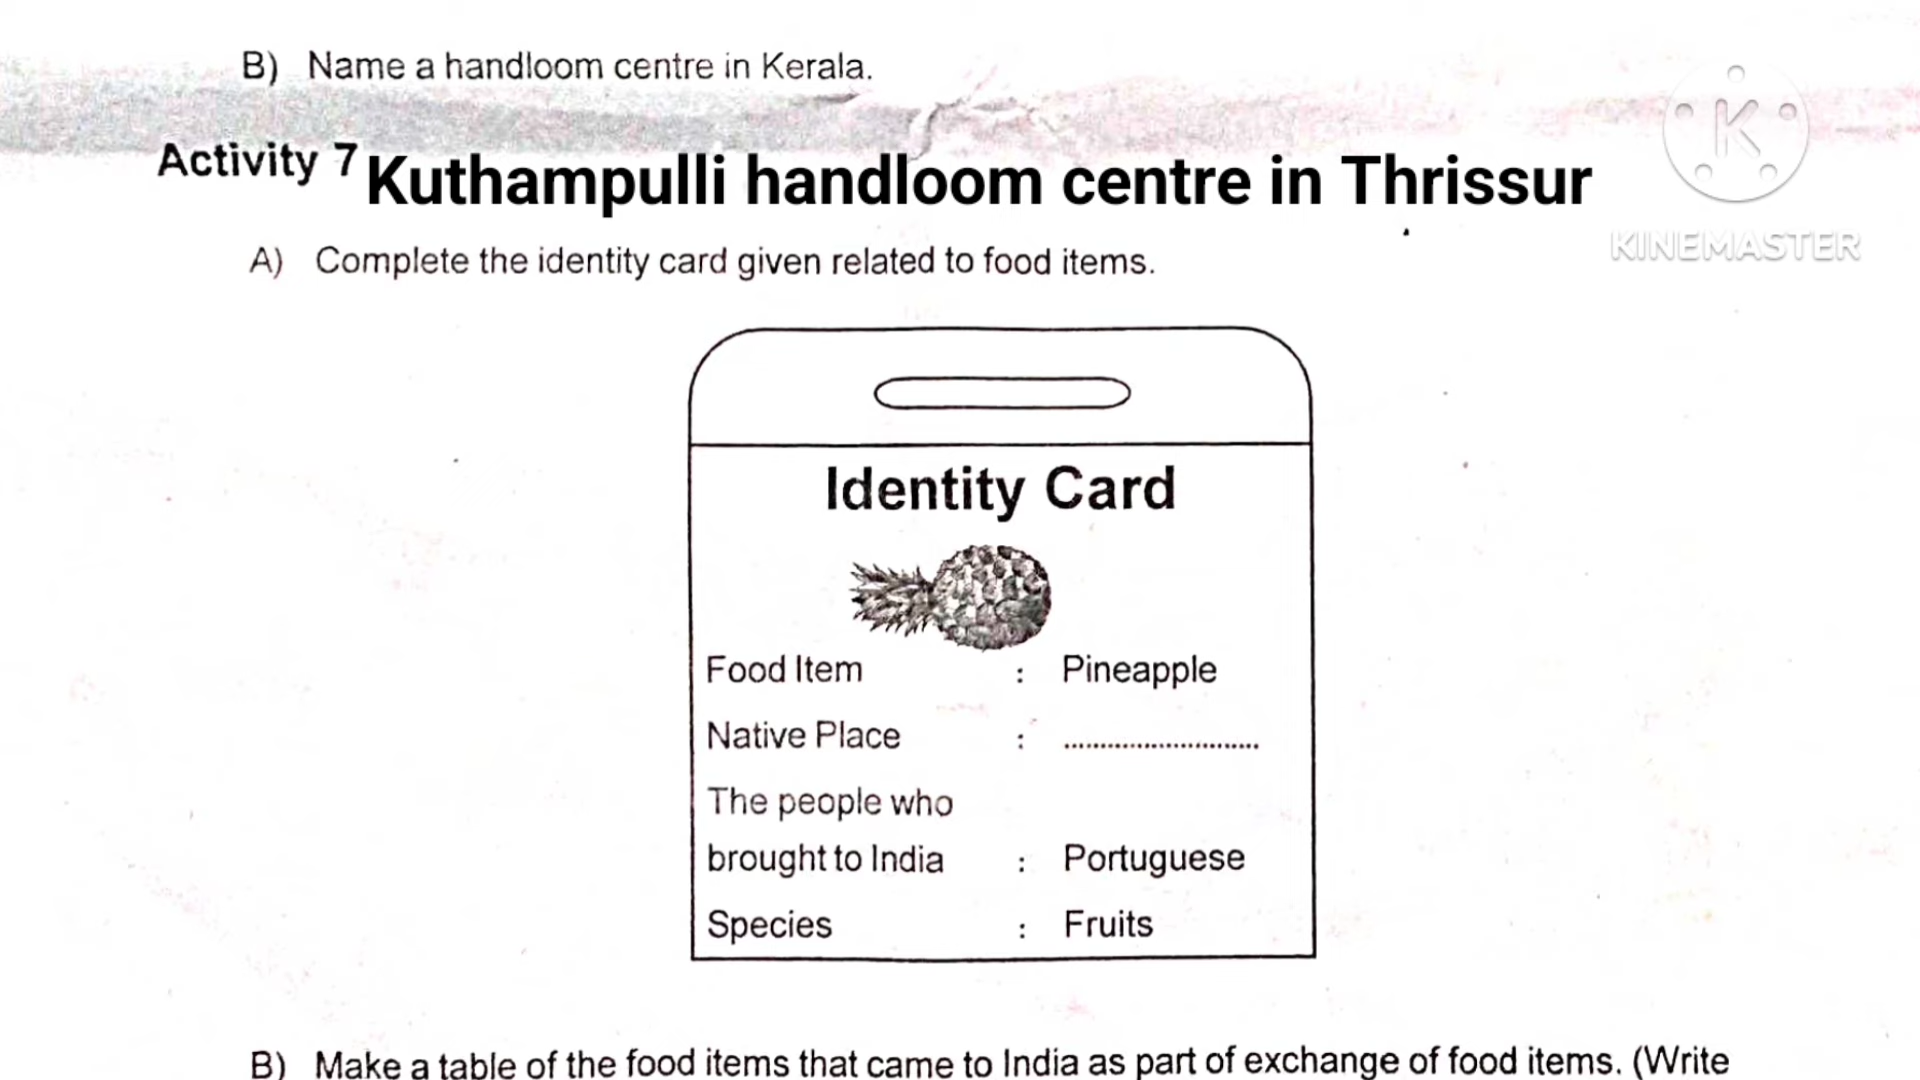 B) Name a handloom centre in Kerala.
Activity 7 Kuthampulli handloom centre in Thrissur
K
KINEMASTER
A) Complete the identity card given related to food items.
Identity Card
Food Item : Pineapple
Native Place : ...........................
The people who
brought to India : Portuguese
Species : Fruits
B) Make a table of the food items that came to India as part of exchange of food items. (Write